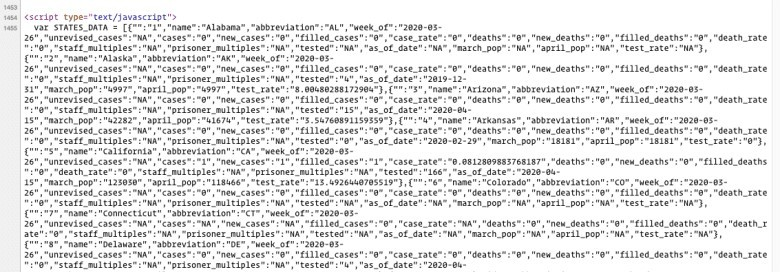 1463
1464 <script type="text/javascript">
1465 var STATES_DATA = [{"":"1","name":"Alabama","abbreviation":"AL","week_of":"2020-03-
26","unrevised_cases":"NA","cases":"0","new_cases":"0","filled_cases":"0","case_rate":"0","deaths":"0","new_deaths":"0","filled_deaths":"0","death_rate
":"0","staff_multiples":"NA","prisoner_multiples":"NA","tested":"NA","as_of_date":"NA","march_pop":"NA","april_pop":"NA","test_rate":"NA"},
{"":"2","name":"Alaska","abbreviation":"AK","week_of":"2020-03-
26","unrevised_cases":"NA","cases":"0","new_cases":"0","filled_cases":"0","case_rate":"0","deaths":"0","new_deaths":"0","filled_deaths":"0","death_rate
":"0","staff_multiples":"NA","prisoner_multiples":"NA","tested":"4","as_of_date":"2019-12-
31","march_pop":"4997","april_pop":"4997","test_rate":"8.00480288172904"},{"":"3","name":"Arizona","abbreviation":"AZ","week_of":"2020-03-
26","unrevised_cases":"NA","cases":"0","new_cases":"0","filled_cases":"0","case_rate":"0","deaths":"0","new_deaths":"0","filled_deaths":"0","death_rate
":"0","staff_multiples":"NA","prisoner_multiples":"NA","tested":"15","as_of_date":"2020-04-
15","march_pop":"42282","april_pop":"41674","test_rate":"3.54760891159359"},{"":"4","name":"Arkansas","abbreviation":"AR","week_of":"2020-03-
26","unrevised_cases":"NA","cases":"0","new_cases":"0","filled_cases":"0","case_rate":"0","deaths":"0","new_deaths":"0","filled_deaths":"0","death_rate
":"0","staff_multiples":"NA","prisoner_multiples":"NA","tested":"0","as_of_date":"2020-02-29","march_pop":"18181","april_pop":"18181","test_rate":"0"},
{"":"5","name":"California","abbreviation":"CA","week_of":"2020-03-
26","unrevised_cases":"NA","cases":"1","new_cases":"1","filled_cases":"1","case_rate":"0.0812809883768187","deaths":"0","new_deaths":"0","filled_deaths
":"0","death_rate":"0","staff_multiples":"NA","prisoner_multiples":"NA","tested":"166","as_of_date":"2020-04-
15","march_pop":"123030","april_pop":"118466","test_rate":"13.4926440705519"},{"":"6","name":"Colorado","abbreviation":"CO","week_of":"2020-03-
26","unrevised_cases":"NA","cases":"0","new_cases":"0","filled_cases":"0","case_rate":"0","deaths":"0","new_deaths":"0","filled_deaths":"0","death_rate
":"0","staff_multiples":"NA","prisoner_multiples":"NA","tested":"NA","as_of_date":"NA","march_pop":"NA","april_pop":"NA","test_rate":"NA"},
{"":"7","name":"Connecticut","abbreviation":"CT","week_of":"2020-03-
26","unrevised_cases":"NA","cases":"NA","new_cases":"NA","filled_cases":"0","case_rate":"NA","deaths":"0","new_deaths":"0","filled_deaths":"0","death_r
ate":"0","staff_multiples":"NA","prisoner_multiples":"NA","tested":"NA","as_of_date":"NA","march_pop":"NA","april_pop":"NA","test_rate":"NA"},
{"":"8","name":"Delaware","abbreviation":"DE","week_of":"2020-03-
26","unrevised_cases":"NA","cases":"0","new_cases":"0","filled_cases":"0","case_rate":"0","deaths":"0","new_deaths":"0","filled_deaths":"0","death_rate
":"0","staff_multiples":"NA","prisoner_multiples":"NA","tested":"4","as_of_date":"2020-04-